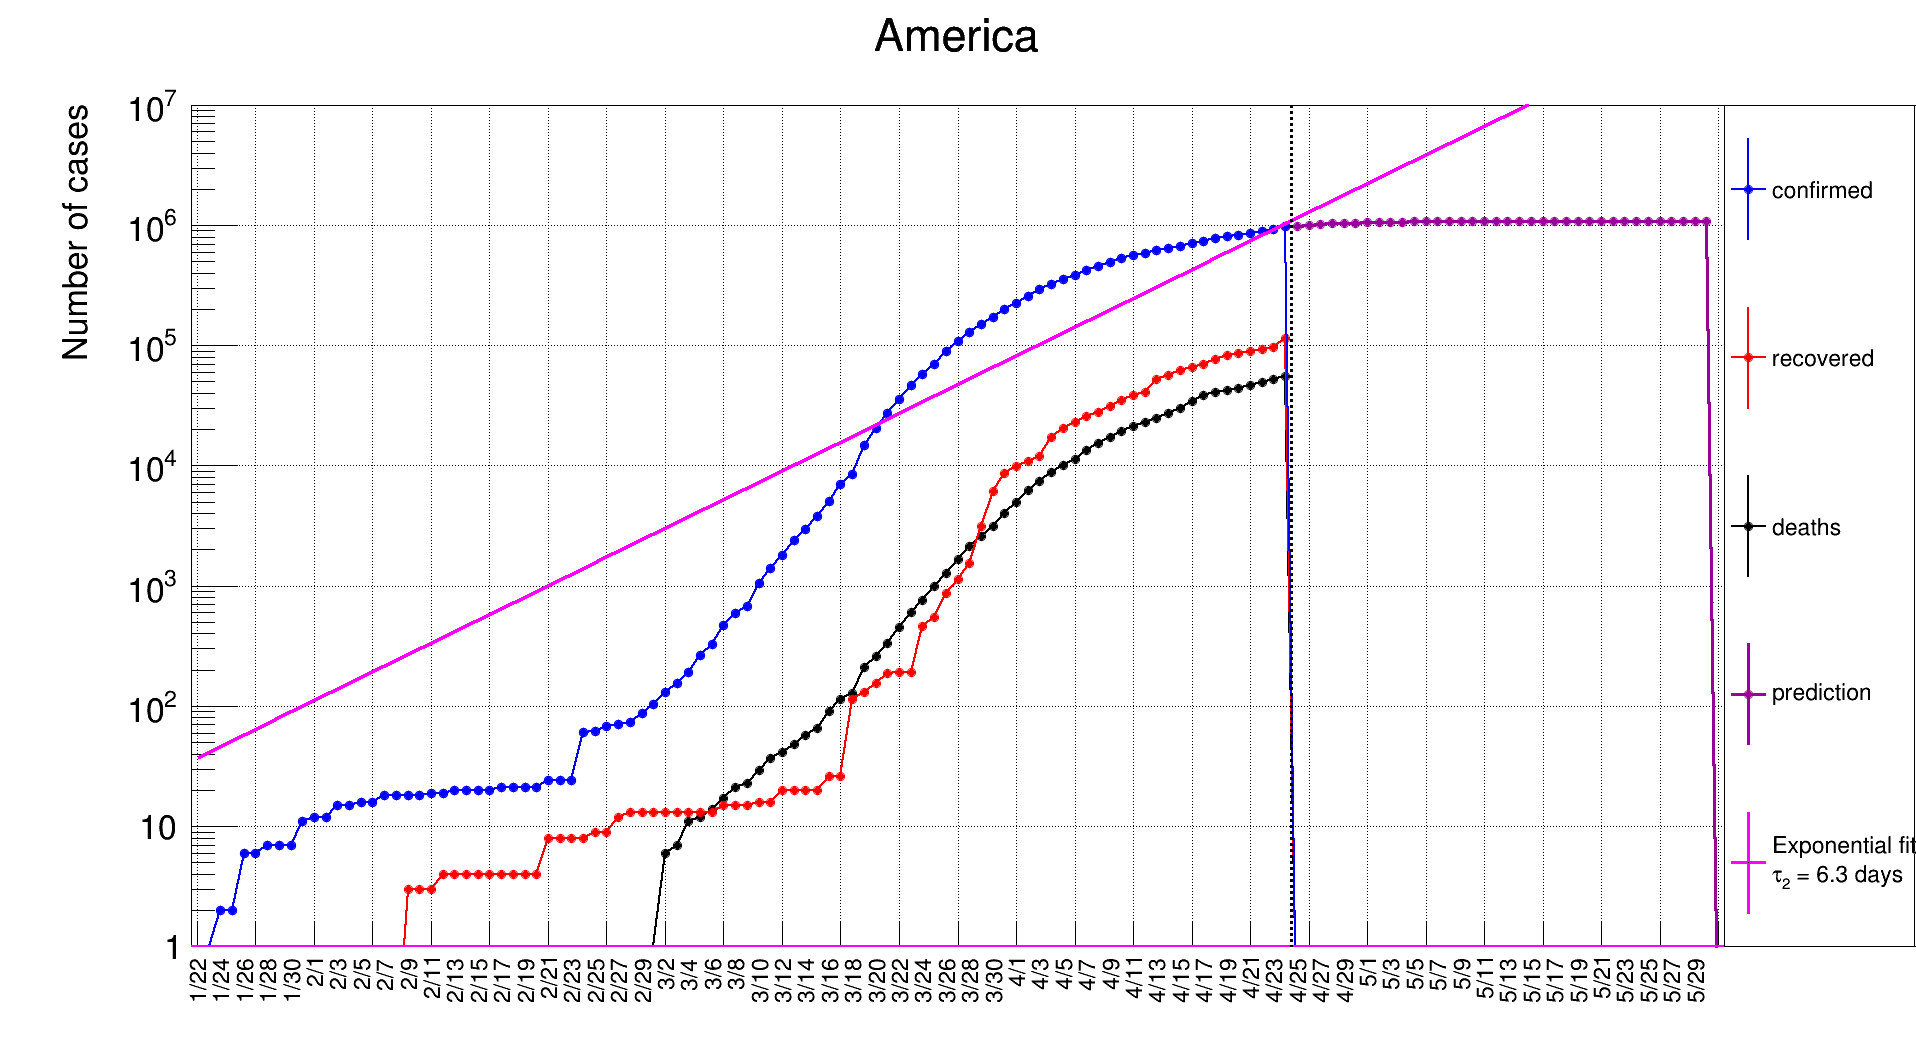 America
Number of cases
10^7
10^6
10^5
10^4
10^3
10^2
10
1
1/22 1/24 1/26 1/28 1/30 2/1 2/3 2/5 2/7 2/9 2/11 2/13 2/15 2/17 2/19 2/21 2/23 2/25 2/27 2/29 3/2 3/4 3/6 3/8 3/10 3/12 3/14 3/16 3/18 3/20 3/22 3/24 3/26 3/28 3/30 4/1 4/3 4/5 4/7 4/9 4/11 4/13 4/15 4/17 4/19 4/21 4/23 4/25 4/27 4/29 5/1 5/3 5/5 5/7 5/9 5/11 5/13 5/15 5/17 5/19 5/21 5/23 5/25 5/27 5/29
confirmed
recovered
deaths
prediction
Exponential fit
τ₂ = 6.3 days